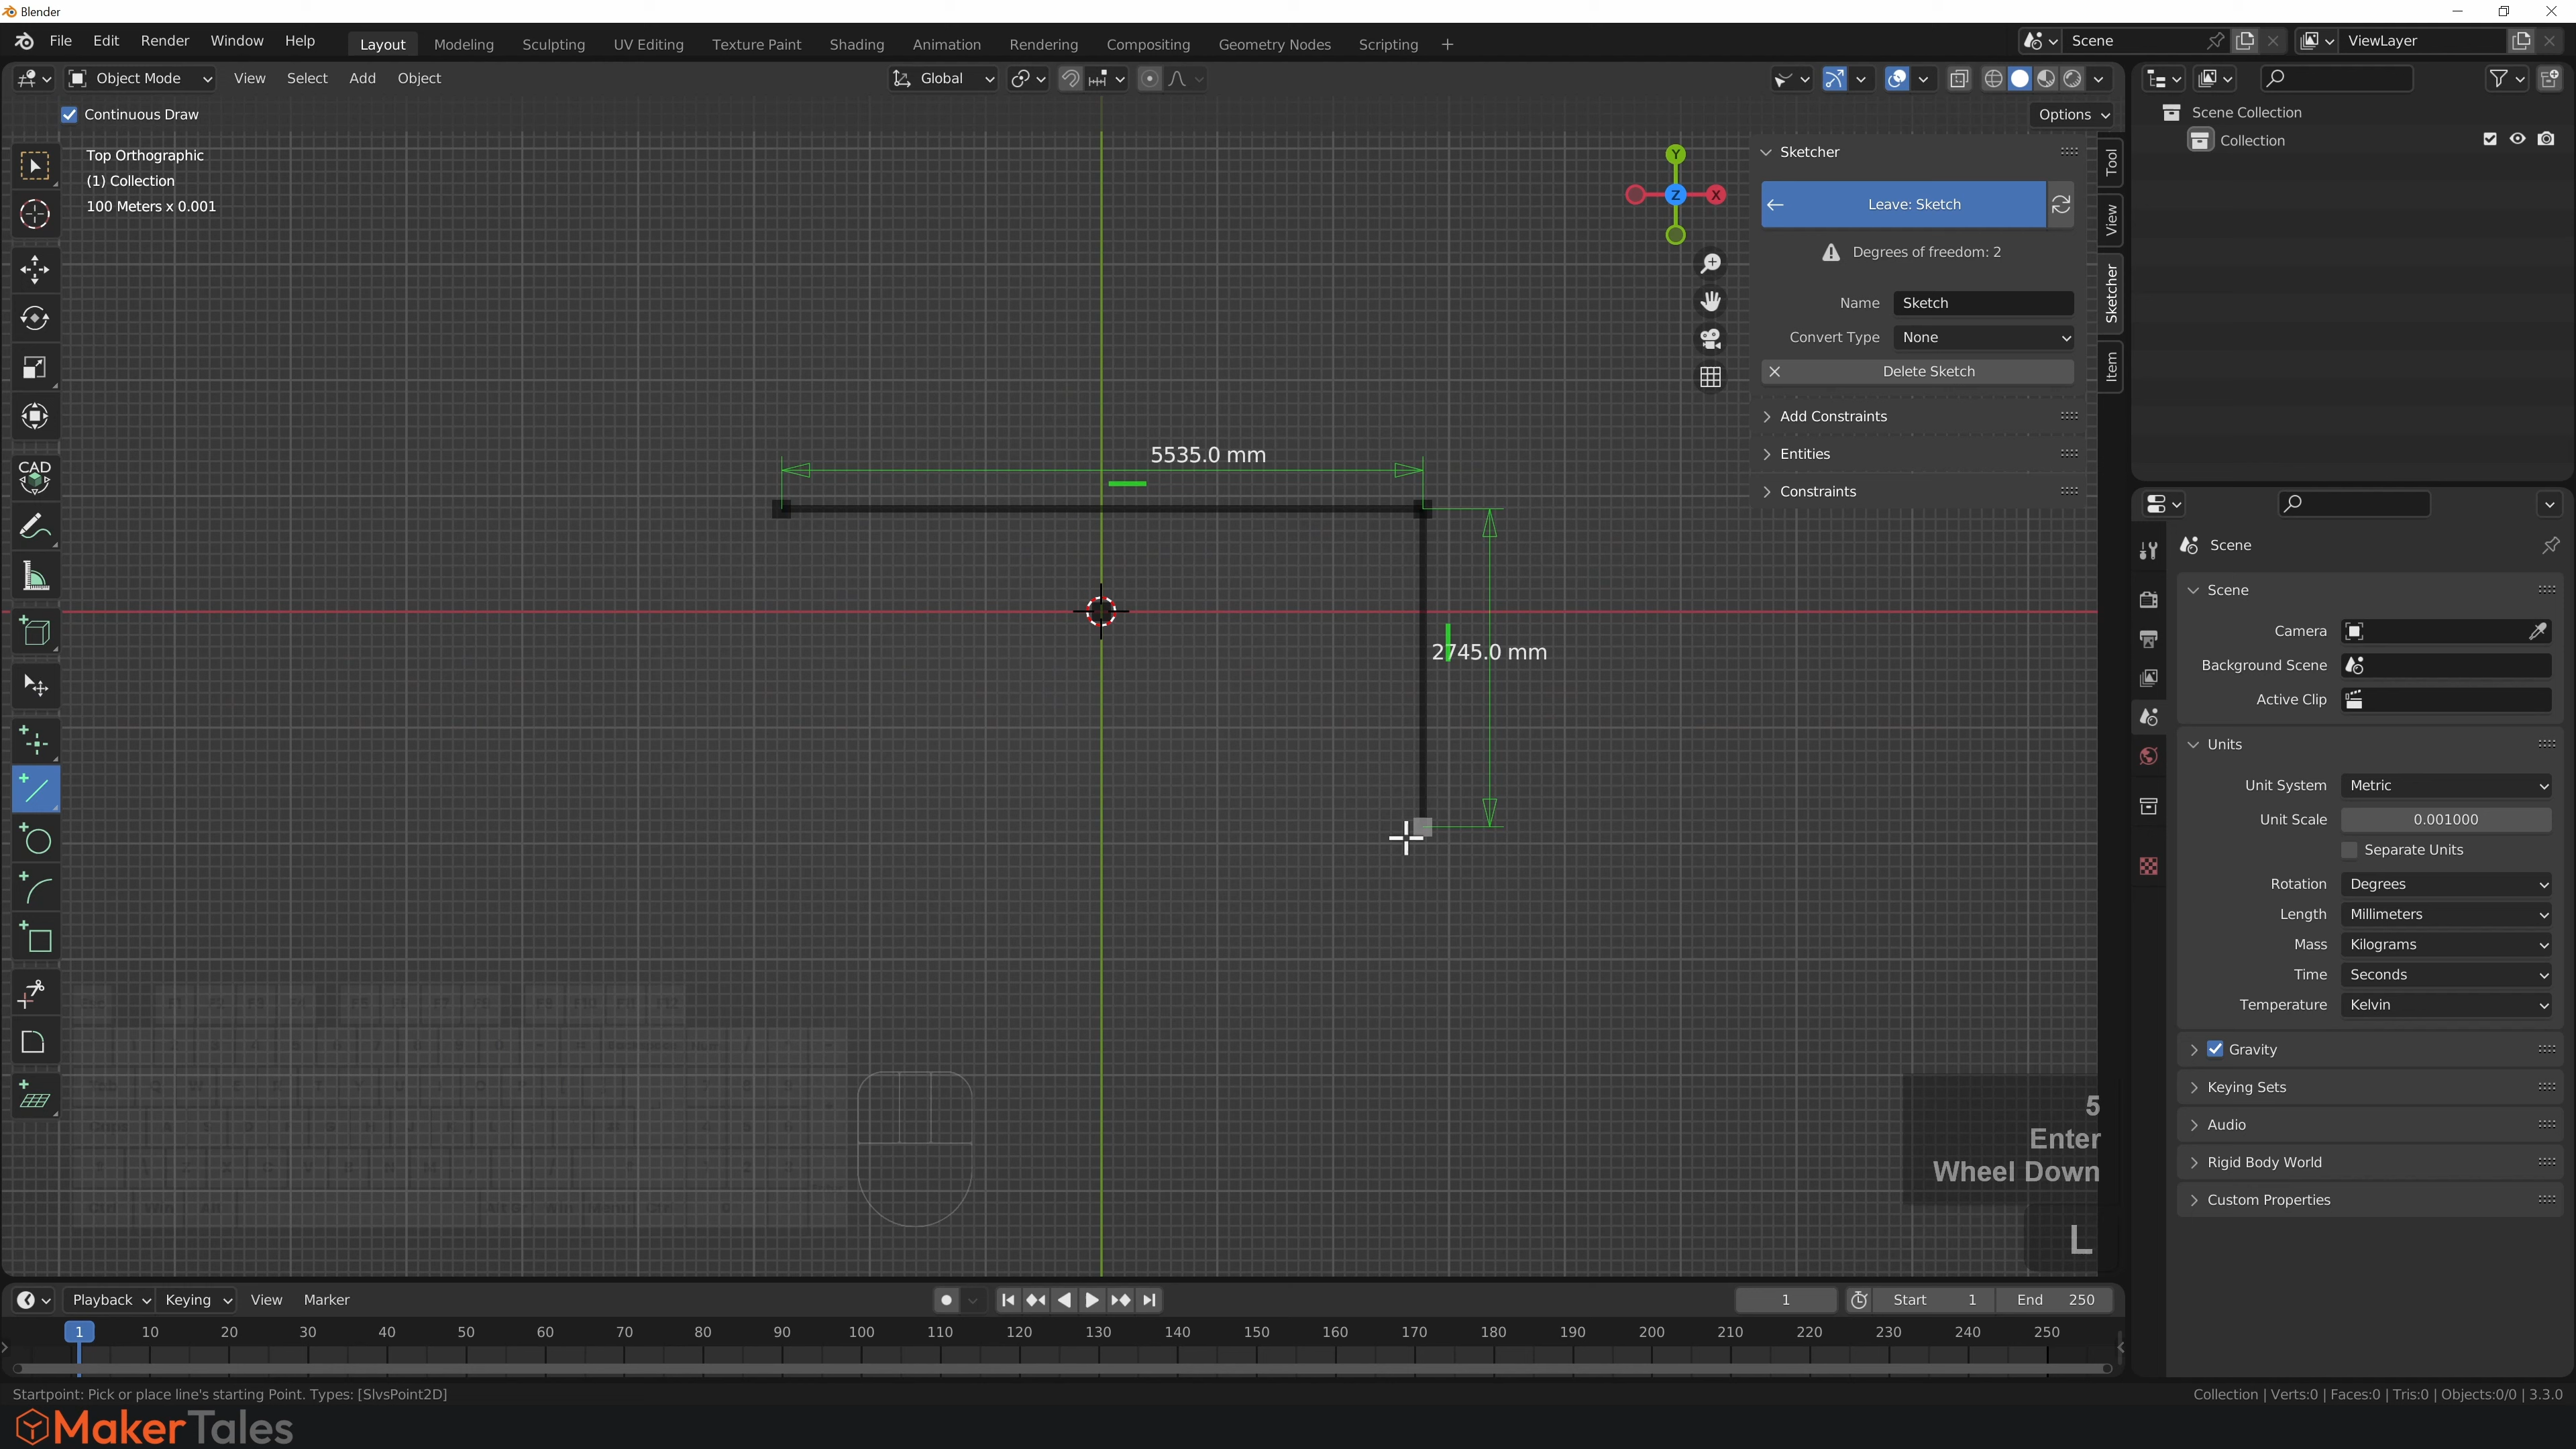 Blender
File Edit Render Window Help Layout Modeling Sculpting UV Editing Texture Paint Shading Animation Rendering Compositing Geometry Nodes Scripting + Scene ViewLayer
Object Mode View Select Add Object Global
Continuous Draw Options
Top Orthographic
(1) Collection
100 Meters x 0.001
Y
X
Z
Sketcher
Leave: Sketch
Degrees of freedom: 2
Name Sketch
Convert Type None
Delete Sketch
Add Constraints
Entities
Constraints
Tool
View
Sketcher
Item
5535.0 mm
2745.0 mm
CAD
5
Enter
Wheel Down
L
Scene Collection
Collection
Scene
Scene
Camera
Background Scene
Active Clip
Units
Unit System Metric
Unit Scale 0.001000
Separate Units
Rotation Degrees
Length Millimeters
Mass Kilograms
Time Seconds
Temperature Kelvin
Gravity
Keying Sets
Audio
Rigid Body World
Custom Properties
Playback Keying View Marker 1 Start 1 End 250
1 10 20 30 40 50 60 70 80 90 100 110 120 130 140 150 160 170 180 190 200 210 220 230 240 250
Startpoint: Pick or place line's starting Point. Types: [SlvsPoint2D]
Collection | Verts:0 | Faces:0 | Tris:0 | Objects:0/0 | 3.3.0
MakerTales